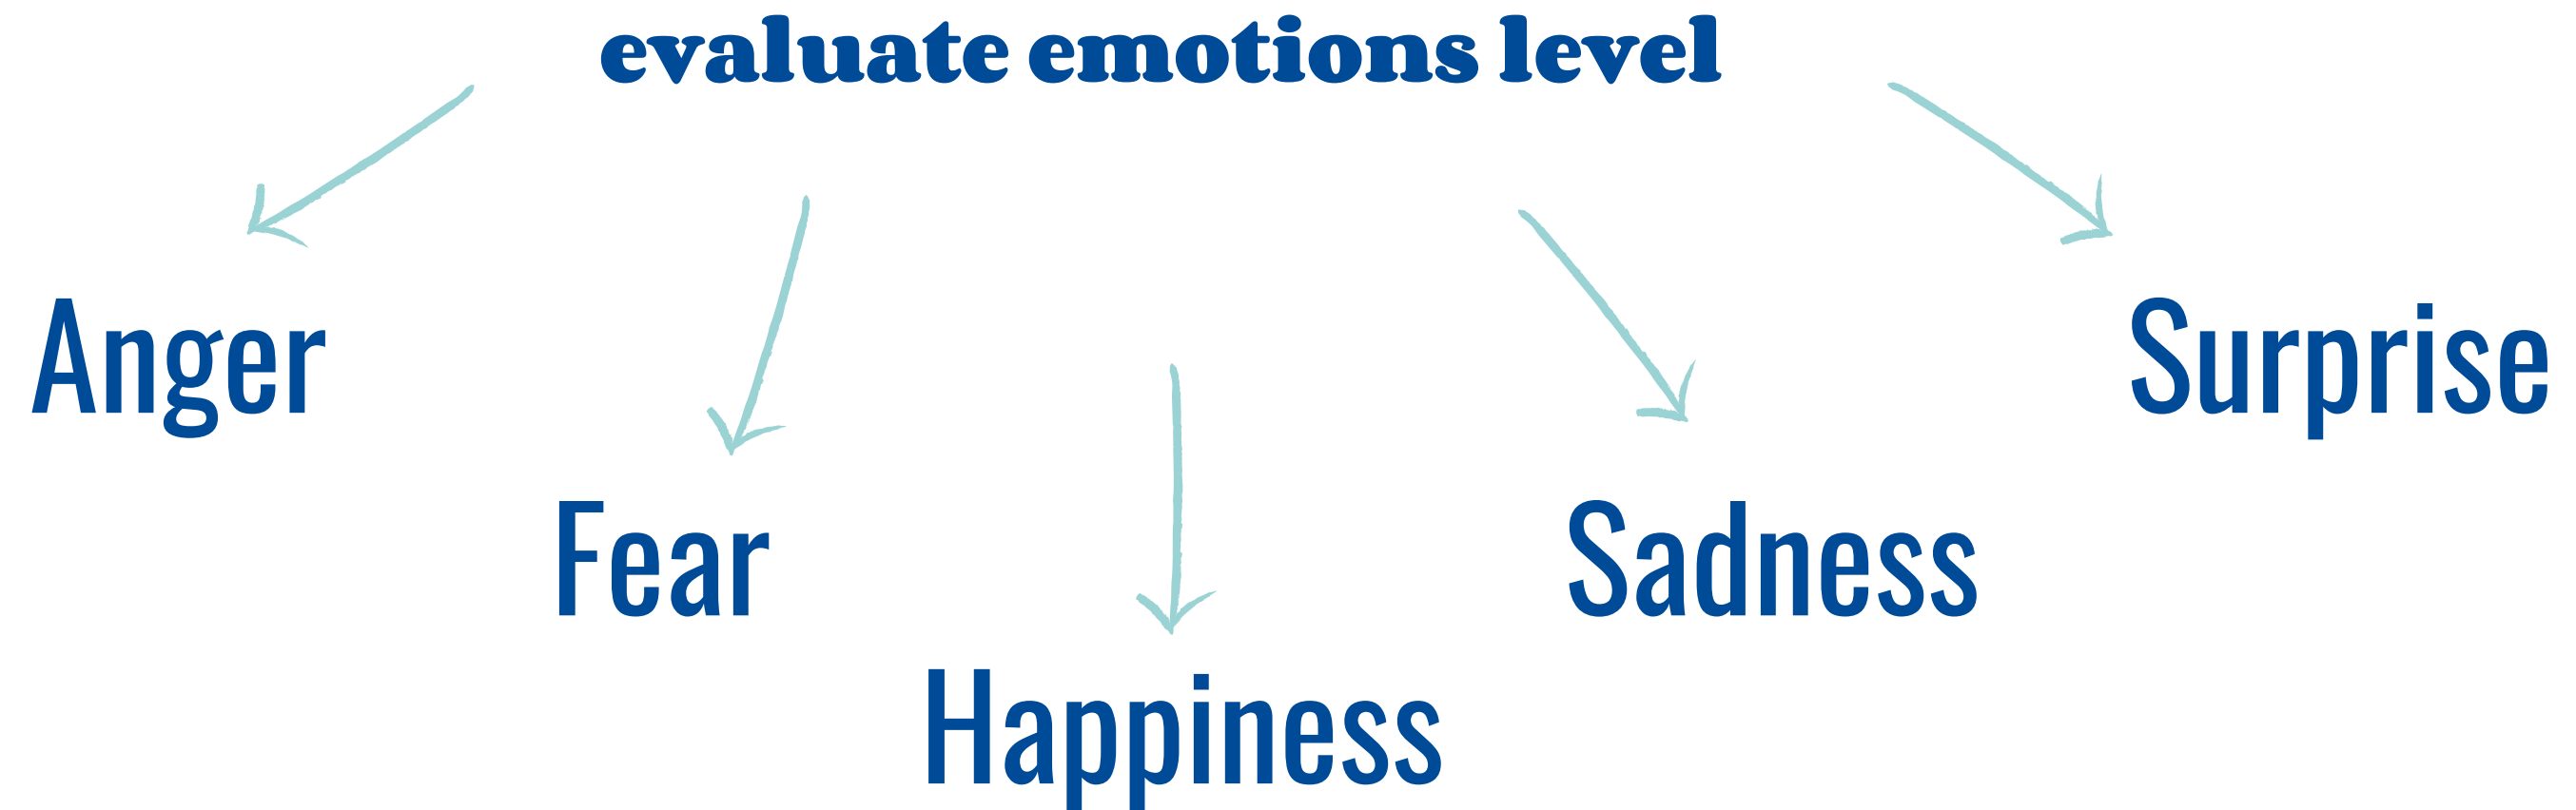 evaluate emotions level
Anger
Surprise
Fear
Sadness
Happiness